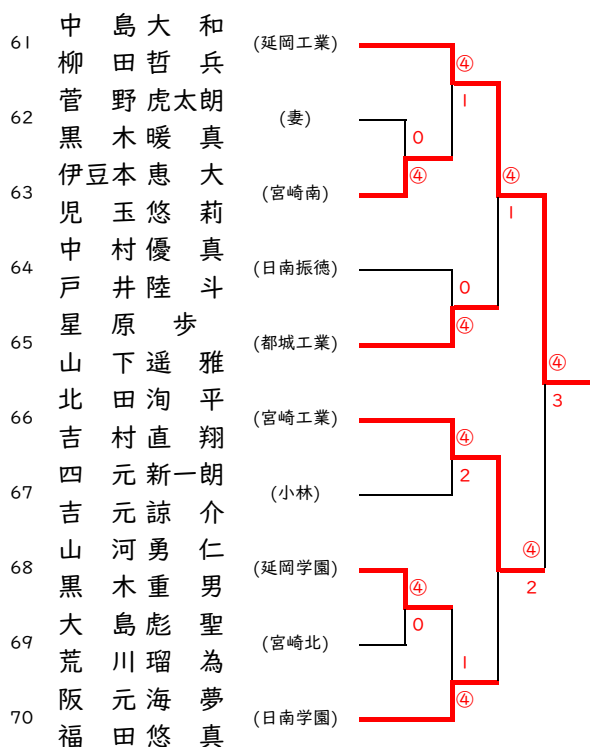 中島大和
61 (延岡工業)
柳田哲兵
④
1
菅野虎太朗
62 (妻)
黒木暖真
0
④
伊豆本恵大
63 (宮崎南)
児玉悠莉
④
1
中村優真
64 (日南振徳)
戸井陸斗
0
④
星原歩
65 (都城工業)
山下遥雅
④
3
北田洵平
66 (宮崎工業)
吉村直翔
④
2
四元新一朗
67 (小林)
吉元諒介
④
2
山河勇仁
68 (延岡学園)
黒木重男
④
0
大島彪聖
69 (宮崎北)
荒川瑠為
1
④
阪元海夢
70 (日南学園)
福田悠真